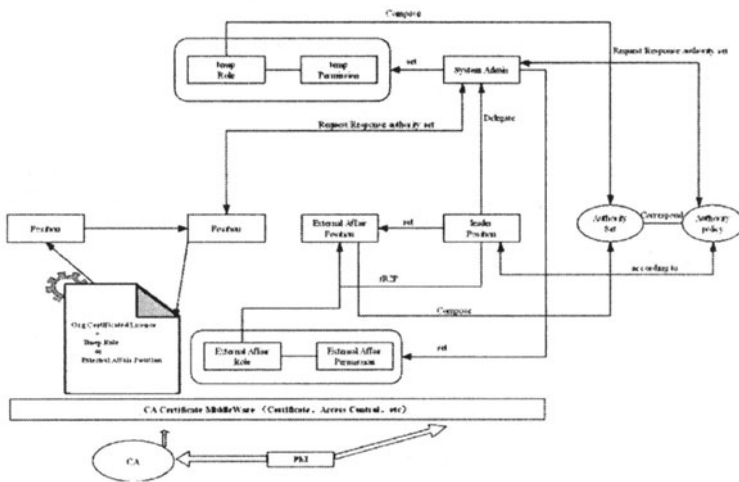 Compose
Request Response authority set
Temp
Role
Temp
Permission
set
System Admin
Request Response authority set
Delegate
Position
Position
External Affair
Position
set
leader
Position
Authority
Set
Correspond
Authority
policy
according to
Compose
Org Certificated Licence
+
Temp Role
or
External Affair Position
External Affair
Role
External Affair
Permission
set
CA Certificate MiddleWare （Certificate、Access Control、etc）
CA
PKI